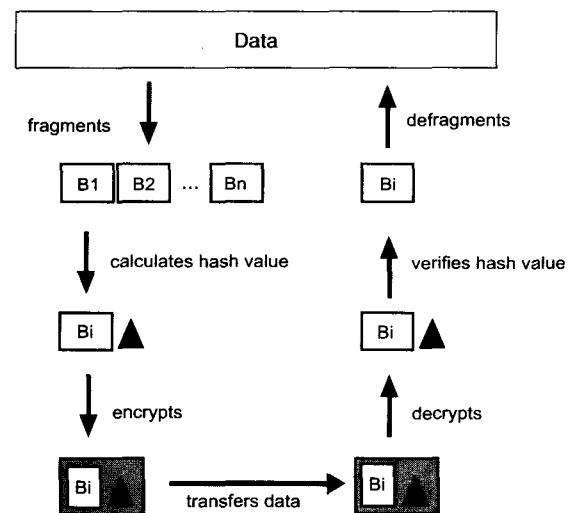 Data
fragments
defragments
B1 B2 ... Bn
Bi
calculates hash value
verifies hash value
Bi
Bi
encrypts
decrypts
Bi
transfers data
Bi